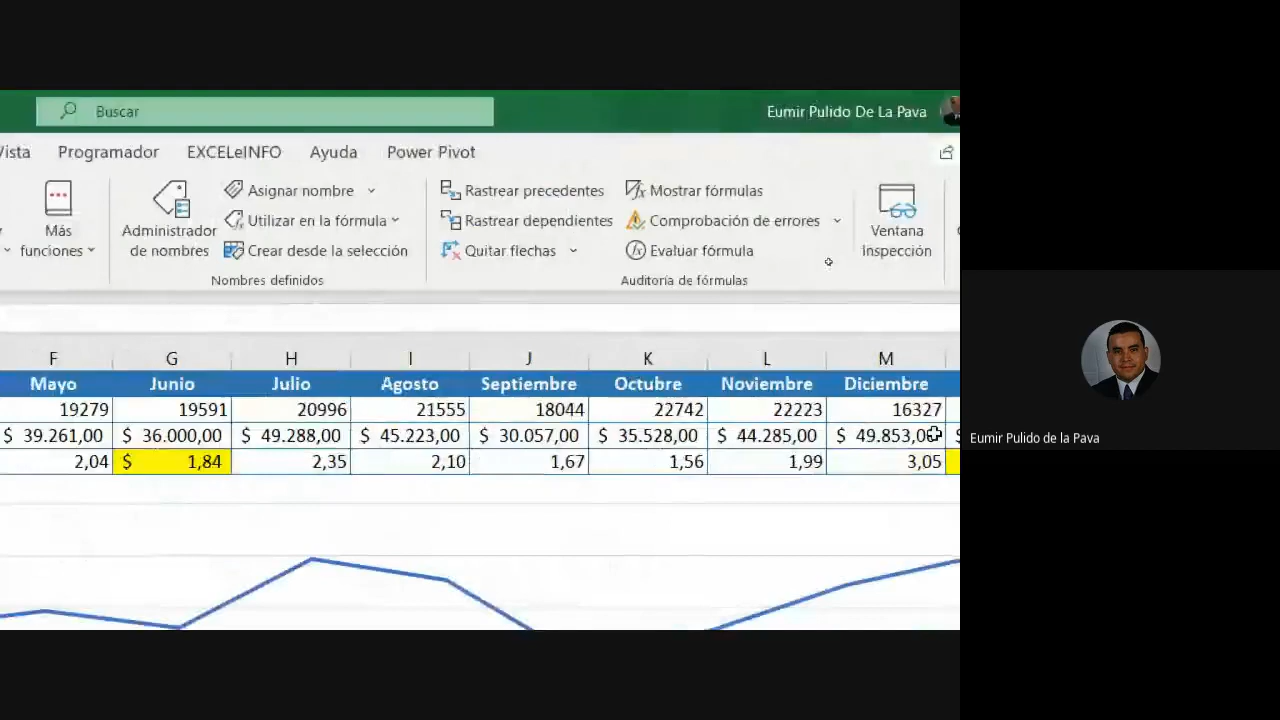 Buscar
Eumir Pulido De La Pava
Vista Programador EXCELeINFO Ayuda Power Pivot
Más funciones
Administrador de nombres
Asignar nombre
Utilizar en la fórmula
Crear desde la selección
Nombres definidos
Rastrear precedentes
Rastrear dependientes
Quitar flechas
Mostrar fórmulas
Comprobación de errores
Evaluar fórmula
Auditoría de fórmulas
Ventana Inspección
F G H I J K L M
Mayo Junio Julio Agosto Septiembre Octubre Noviembre Diciembre
19279 19591 20996 21555 18044 22742 22223 16327
$ 39.261,00 $ 36.000,00 $ 49.288,00 $ 45.223,00 $ 30.057,00 $ 35.528,00 $ 44.285,00 $ 49.853,00
2,04 $ 1,84 2,35 2,10 1,67 1,56 1,99 3,05
Eumir Pulido de la Pava